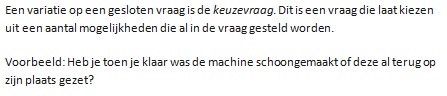 Een variatie op een gesloten vraag is de keuzevraag. Dit is een vraag die laat kiezen
uit een aantal mogelijkheden die al in de vraag gesteld worden.
Voorbeeld: Heb je toen je klaar was de machine schoongemaakt of deze al terug op
zijn plaats gezet?